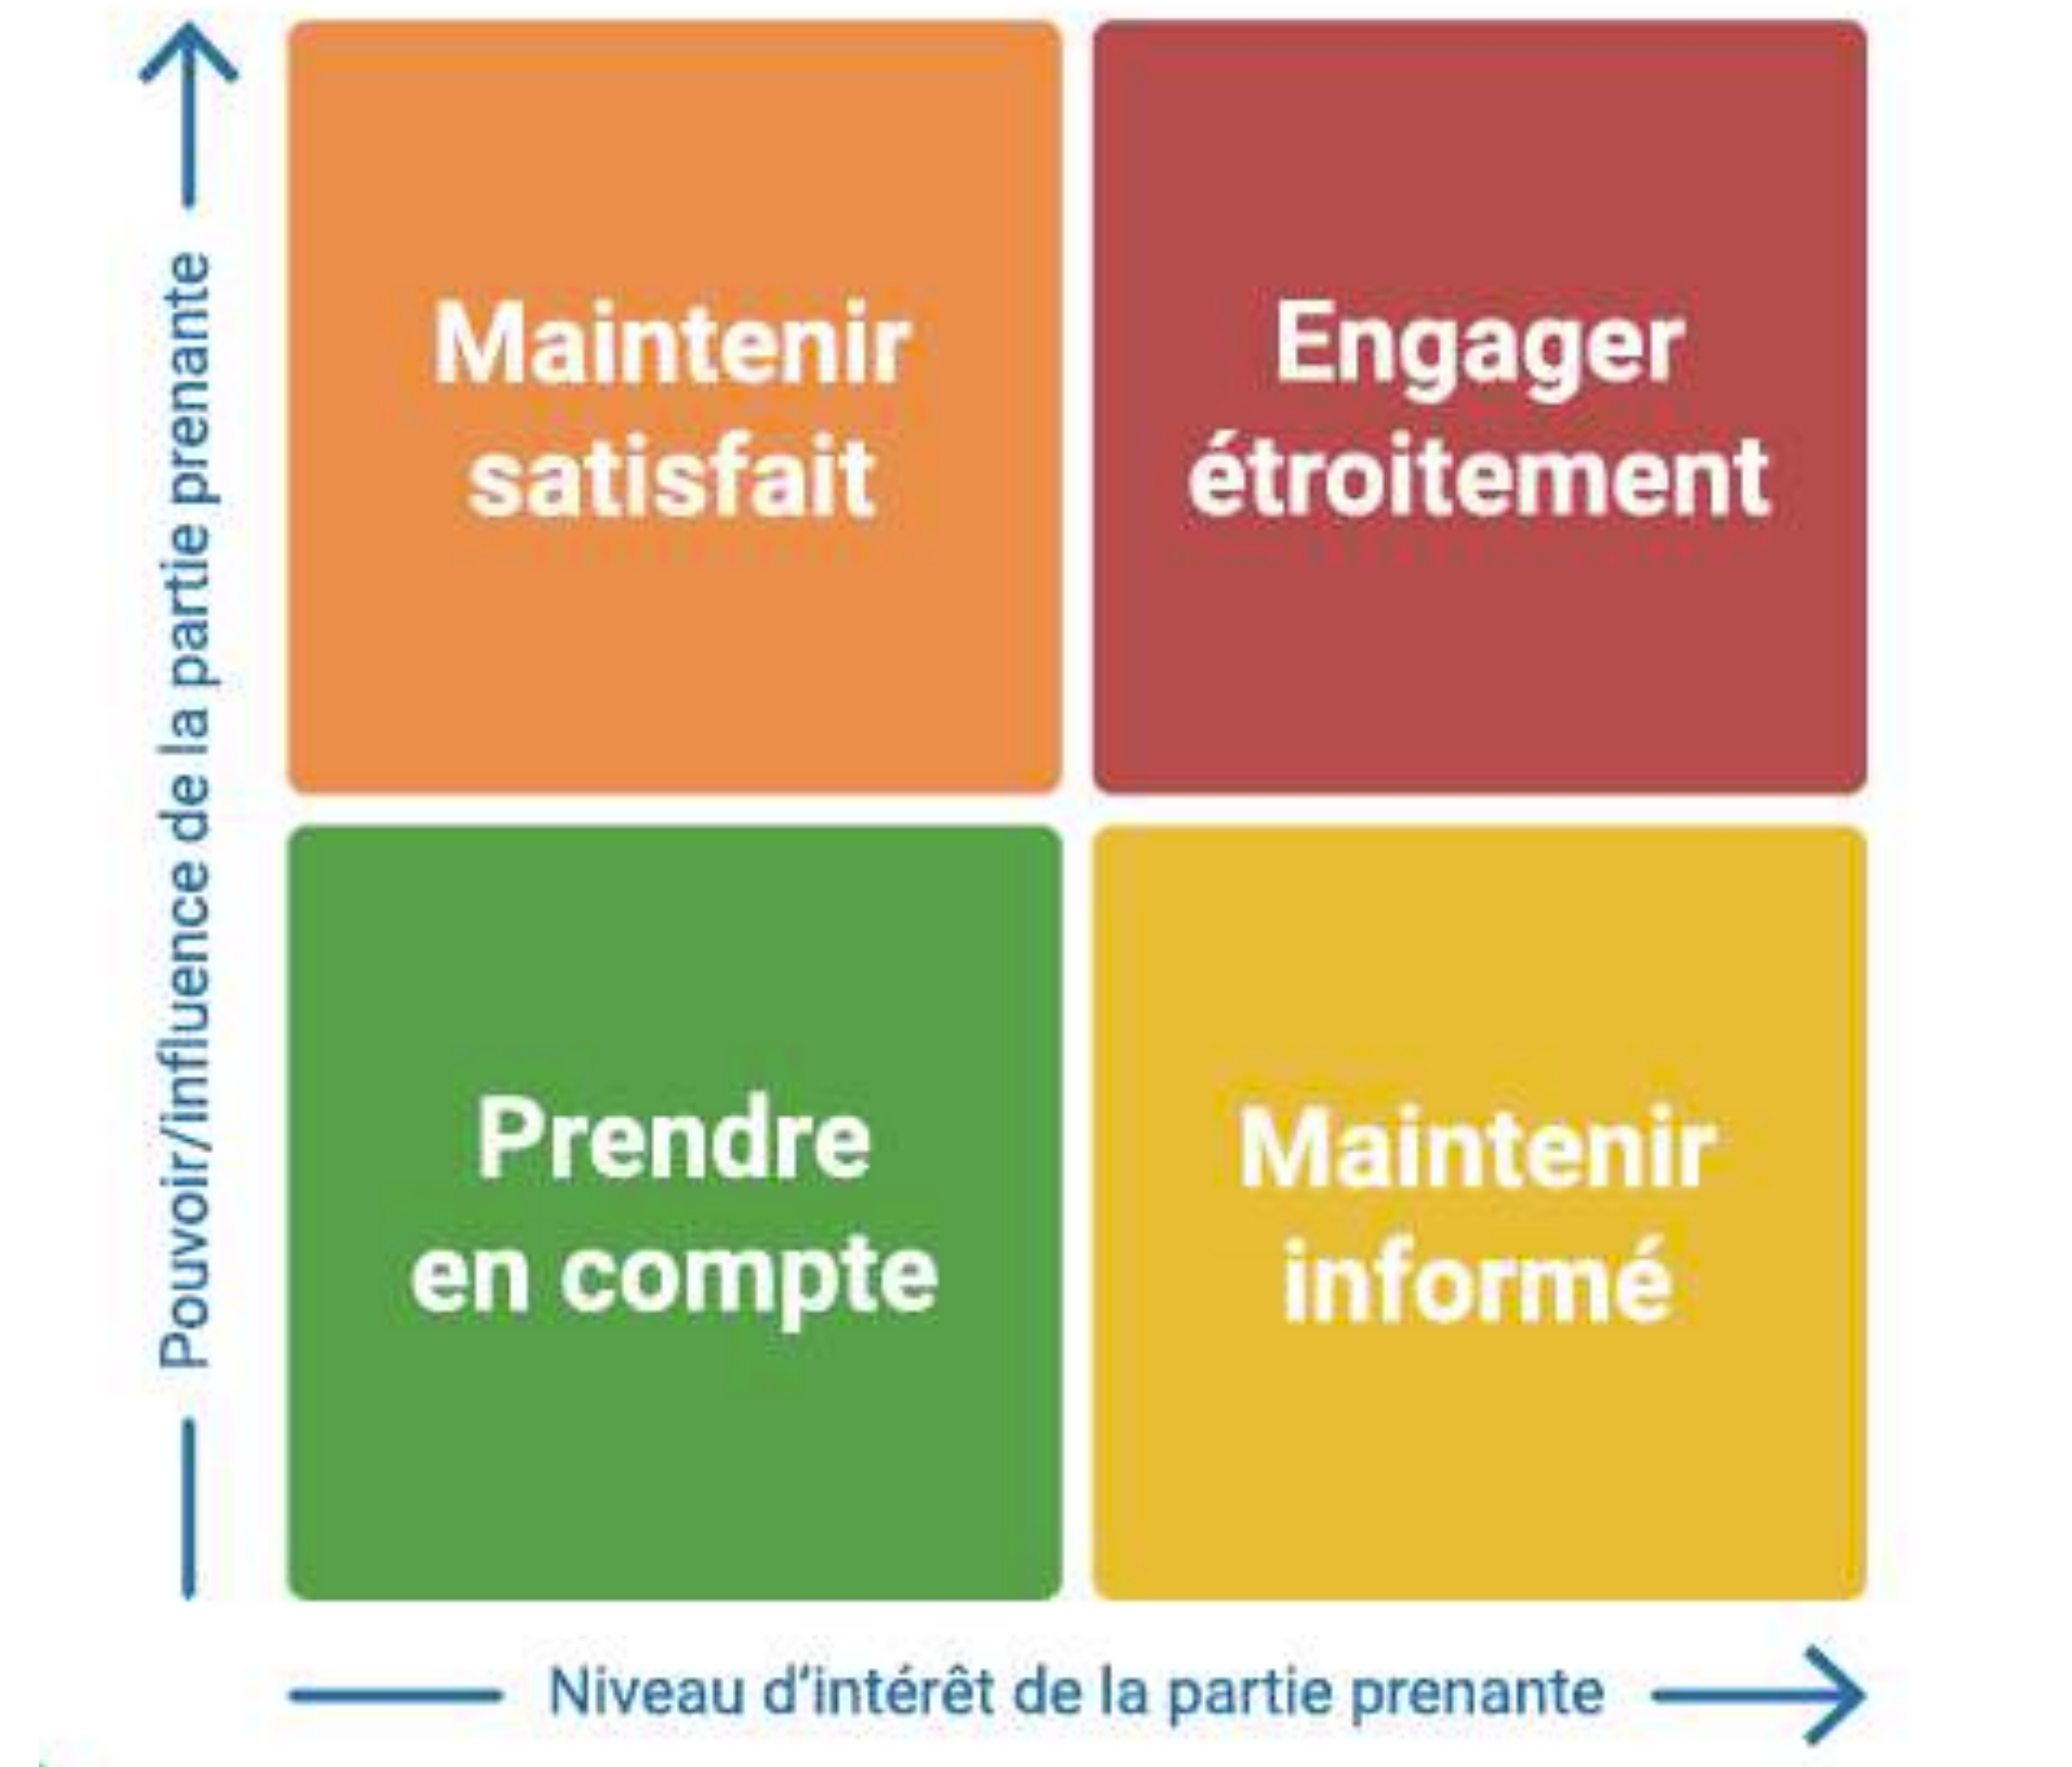 Pouvoir/influence de la partie prenante
Maintenir
satisfait
Engager
étroitement
Prendre
en compte
Maintenir
informé
Niveau d'intérêt de la partie prenante